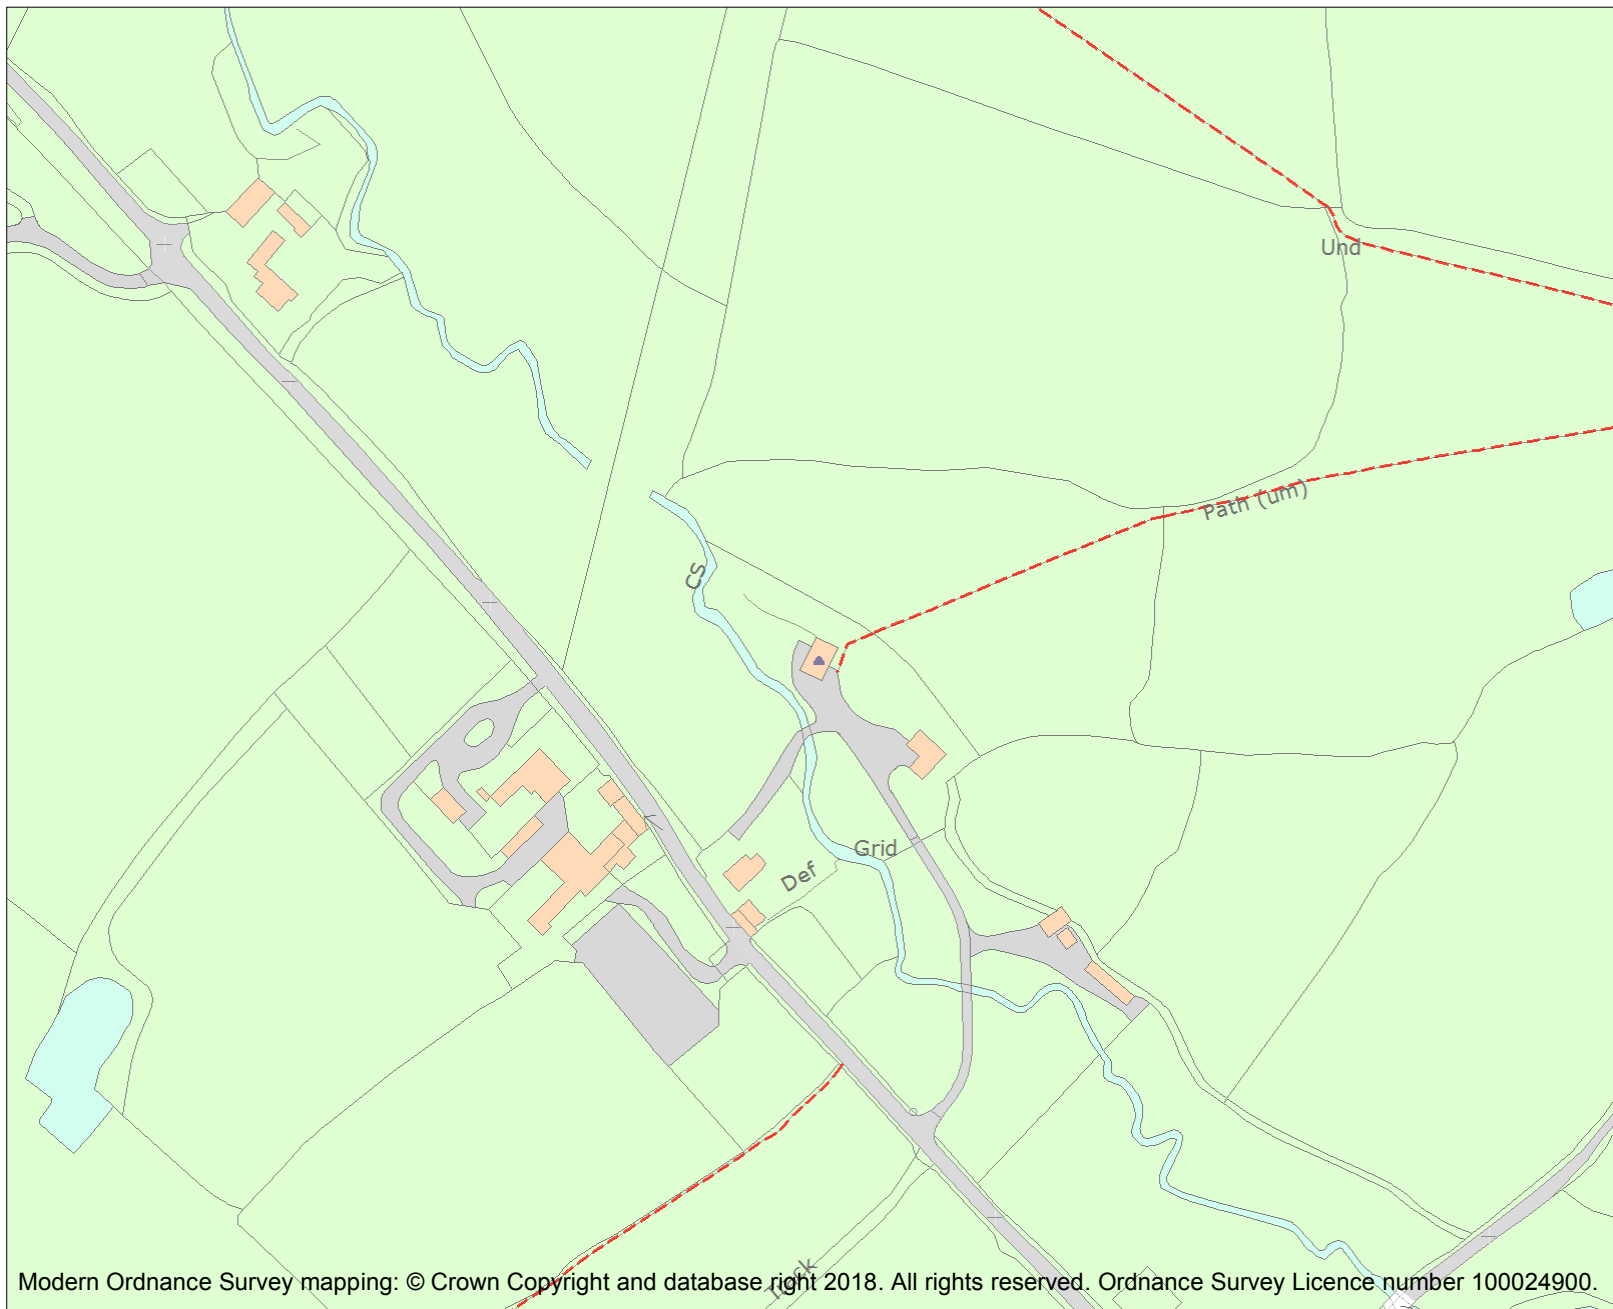 Und
Path (um)
CS
Grid
Def
Track
Modern Ordnance Survey mapping: © Crown Copyright and database right 2018. All rights reserved. Ordnance Survey Licence number 100024900.